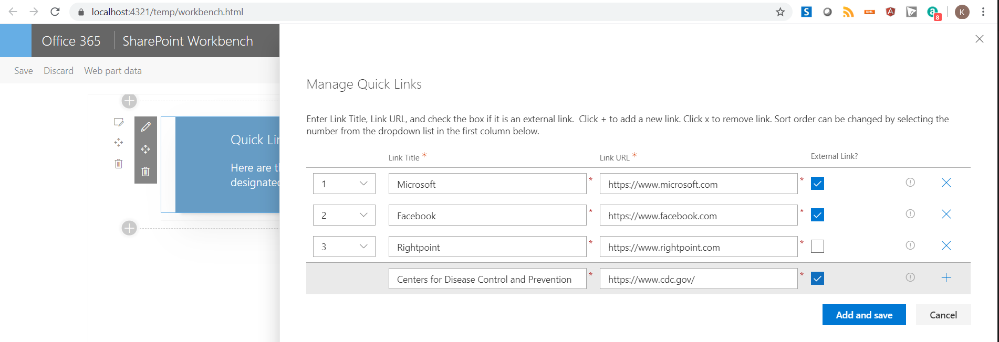 localhost:4321/temp/workbench.html
S
XML
A
a
8
K
Office 365
SharePoint Workbench
Save
Discard
Web part data
Quick Lin
Here are th
designated
Manage Quick Links
Enter Link Title, Link URL, and check the box if it is an external link. Click + to add a new link. Click x to remove link. Sort order can be changed by selecting the
number from the dropdown list in the first column below.
Link Title *
Link URL *
External Link?
1
Microsoft *
https://www.microsoft.com *
2
Facebook *
https://www.facebook.com *
3
Rightpoint *
https://www.rightpoint.com *
Centers for Disease Control and Prevention *
https://www.cdc.gov/ *
Add and save
Cancel